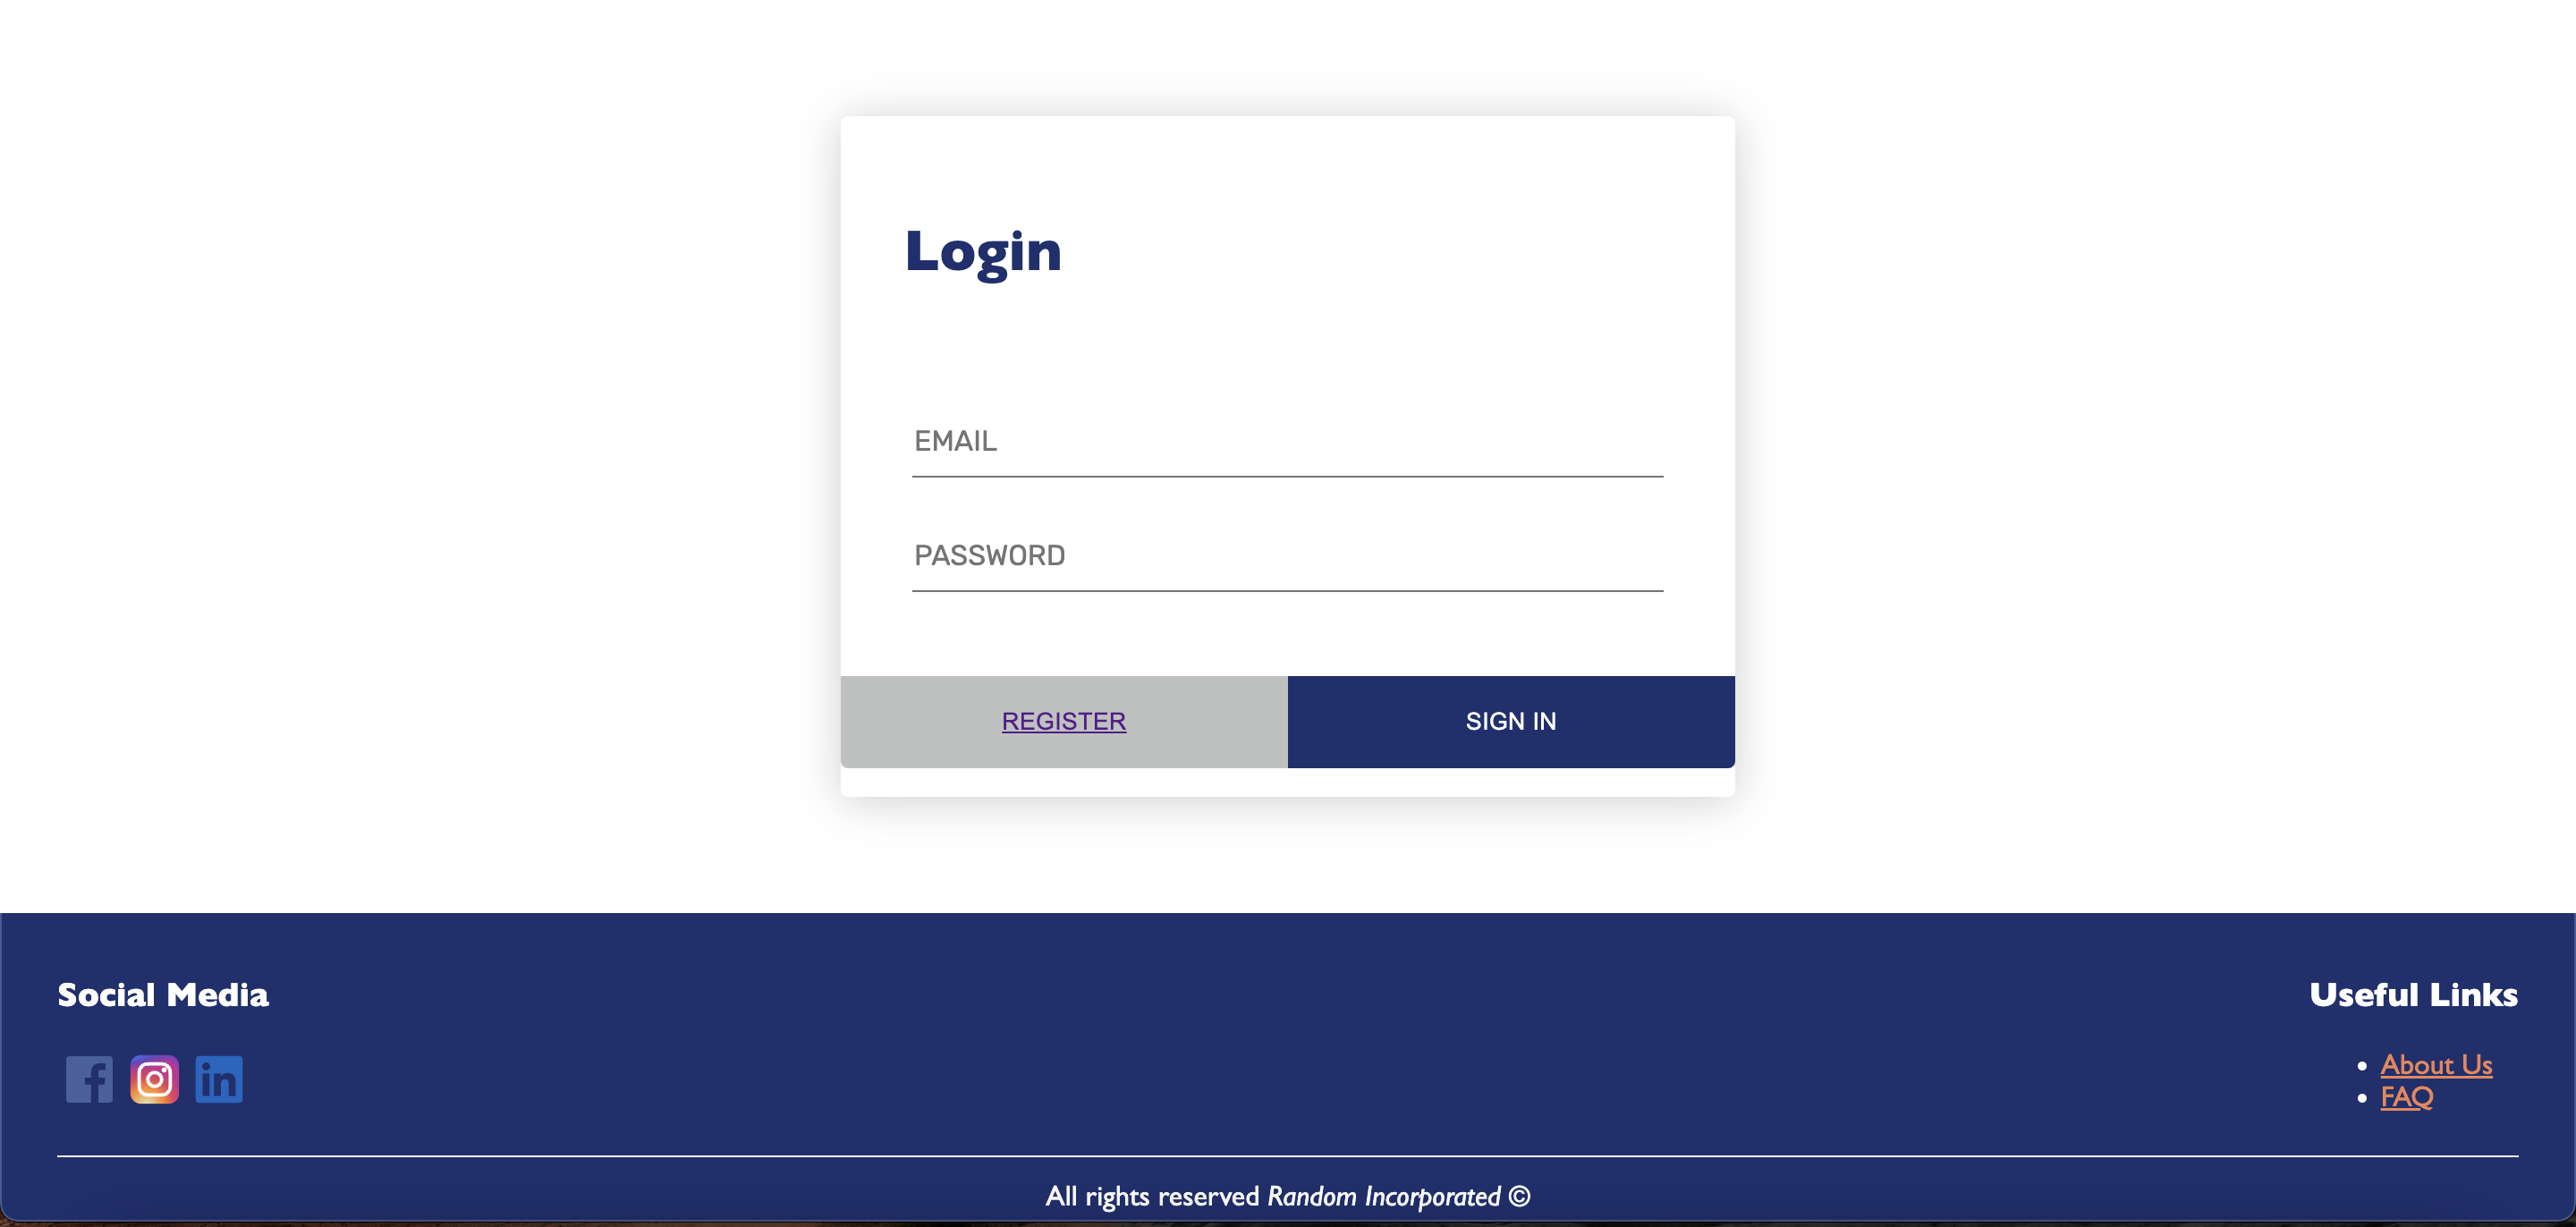 Login
EMAIL
PASSWORD
REGISTER
SIGN IN
Social Media
Useful Links
About Us
FAQ
All rights reserved Random Incorporated ©